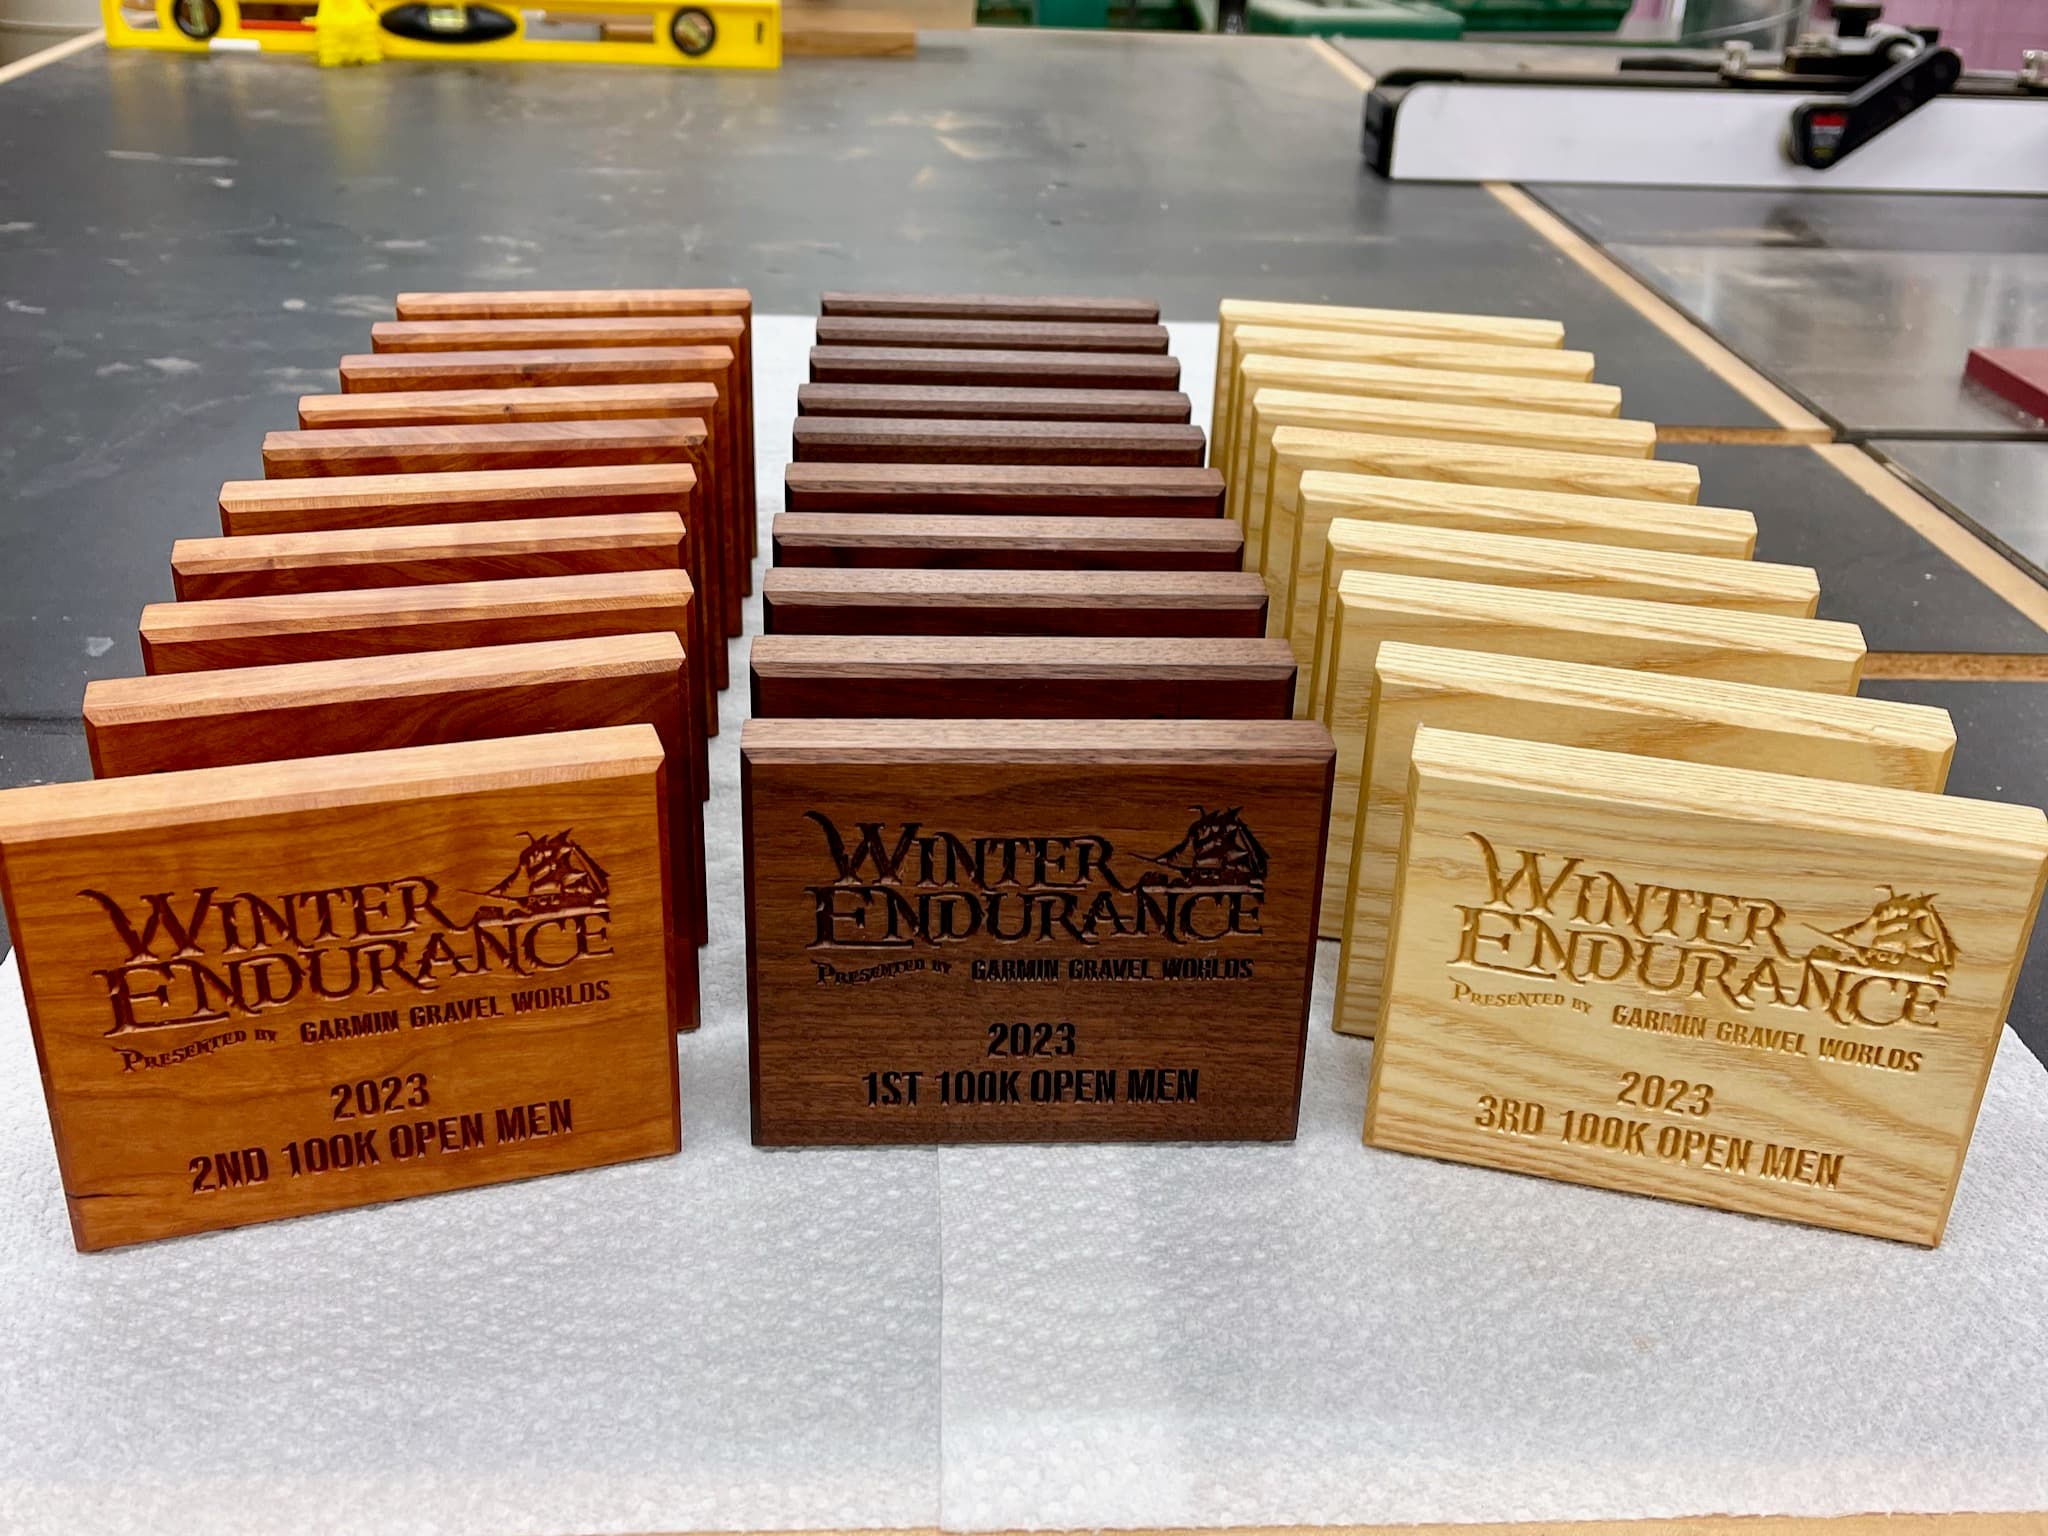 WINTER
ENDURANCE
PRESENTED BY GARMIN GRAVEL WORLDS
2023
2ND 100K OPEN MEN
WINTER
ENDURANCE
PRESENTED BY GARMIN GRAVEL WORLDS
2023
1ST 100K OPEN MEN
WINTER
ENDURANCE
PRESENTED BY GARMIN GRAVEL WORLDS
2023
3RD 100K OPEN MEN